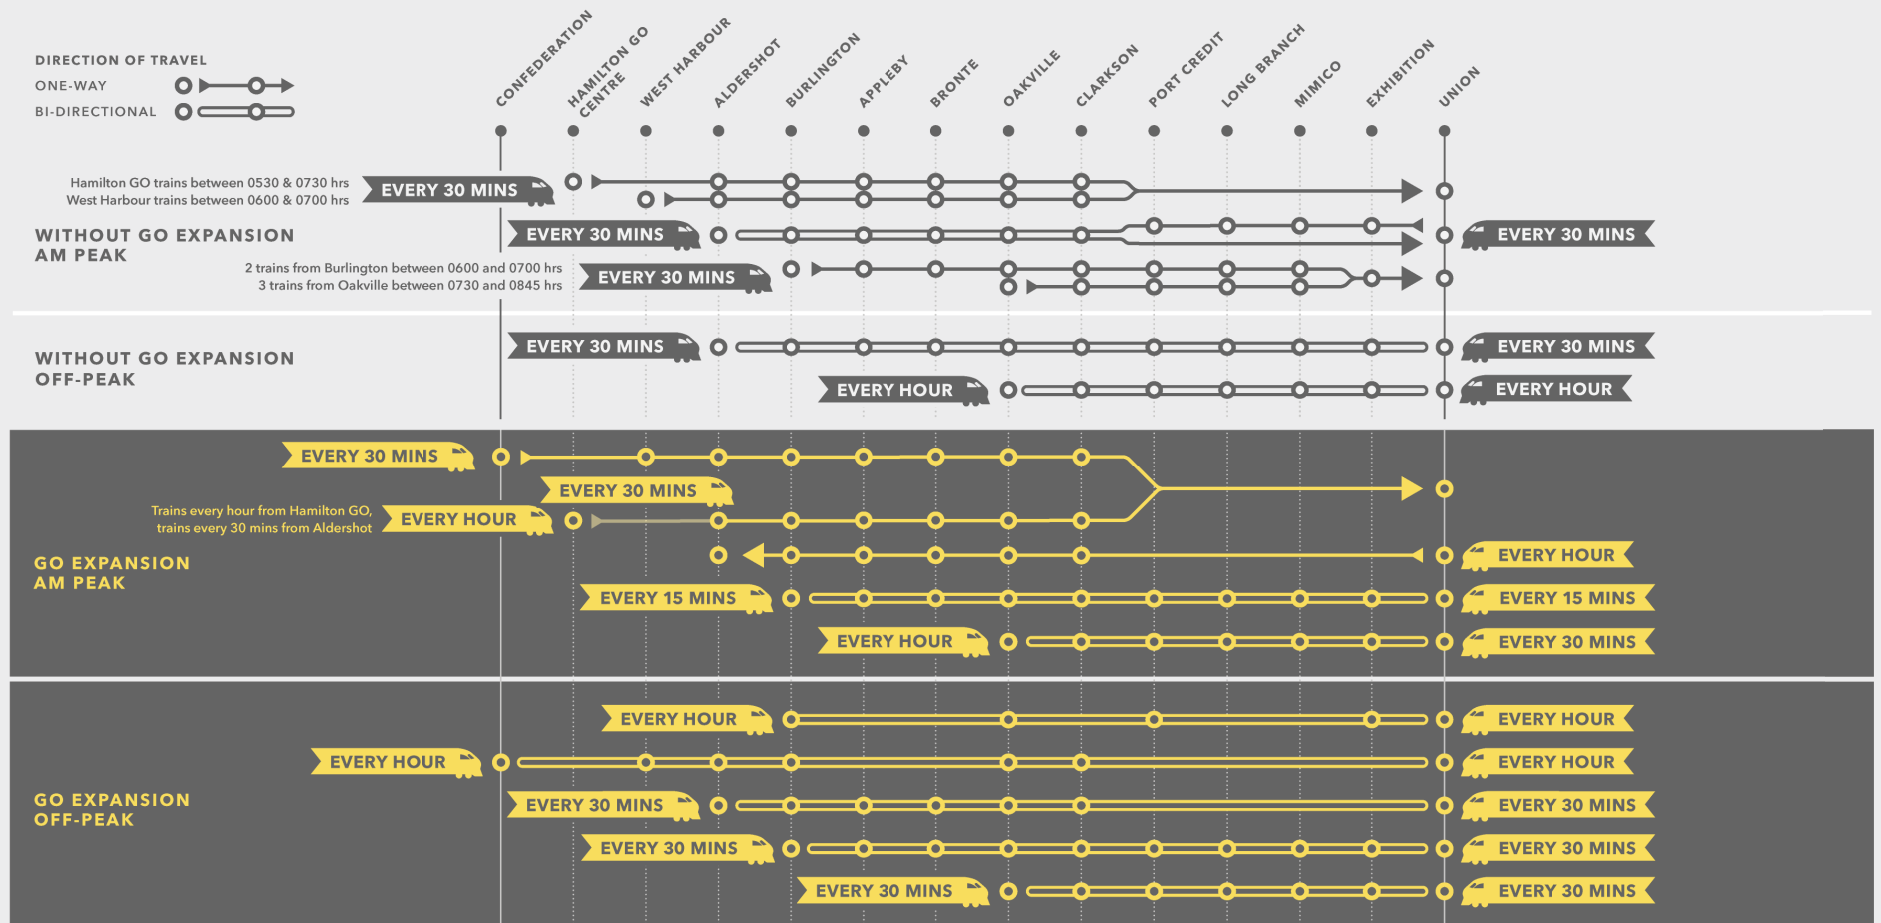 DIRECTION OF TRAVEL
ONE-WAY
BI-DIRECTIONAL
CONFEDERATION
HAMILTON GO
CENTRE
WEST HARBOUR
ALDERSHOT
BURLINGTON
APPLEBY
BRONTE
OAKVILLE
CLARKSON
PORT CREDIT
LONG BRANCH
MIMICO
EXHIBITION
UNION
WITHOUT GO EXPANSION
AM PEAK
Hamilton GO trains between 0530 & 0730 hrs
West Harbour trains between 0600 & 0700 hrs
EVERY 30 MINS
EVERY 30 MINS
EVERY 30 MINS
2 trains from Burlington between 0600 and 0700 hrs
3 trains from Oakville between 0730 and 0845 hrs
EVERY 30 MINS
WITHOUT GO EXPANSION
OFF-PEAK
EVERY 30 MINS
EVERY 30 MINS
EVERY HOUR
EVERY HOUR
GO EXPANSION
AM PEAK
EVERY 30 MINS
EVERY 30 MINS
Trains every hour from Hamilton GO,
trains every 30 mins from Aldershot
EVERY HOUR
EVERY HOUR
EVERY 15 MINS
EVERY 15 MINS
EVERY HOUR
EVERY 30 MINS
GO EXPANSION
OFF-PEAK
EVERY HOUR
EVERY HOUR
EVERY HOUR
EVERY HOUR
EVERY 30 MINS
EVERY 30 MINS
EVERY 30 MINS
EVERY 30 MINS
EVERY 30 MINS
EVERY 30 MINS